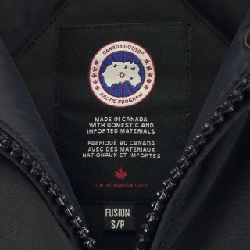 CANADA GOOSE
ARCTIC PROGRAM
MADE IN CANADA
WITH DOMESTIC AND
IMPORTED MATERIALS
FABRIQUÉ AU CANADA
AVEC DES MATERIAUX
NATIONAUX ET IMPORTÉS
FUSION
S/P